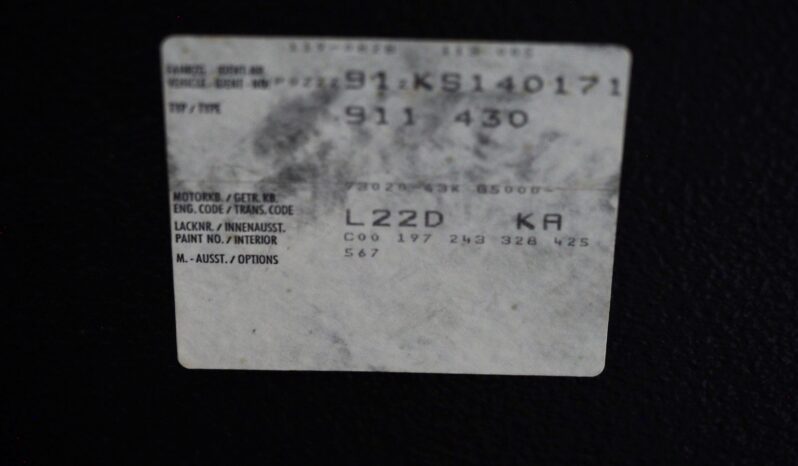 FAHRZG.-IDENT.-NR.
VEHICLE-IDENT-NO. 91 KS140171
TYP / TYPE 911 430
MOTORKB. / GETR. KB.
ENG. CODE / TRANS. CODE
LACKNR. / INNENAUSST. L22D KA
PAINT NO. / INTERIOR C00 197 243 328 425
M. - AUSST. / OPTIONS 567